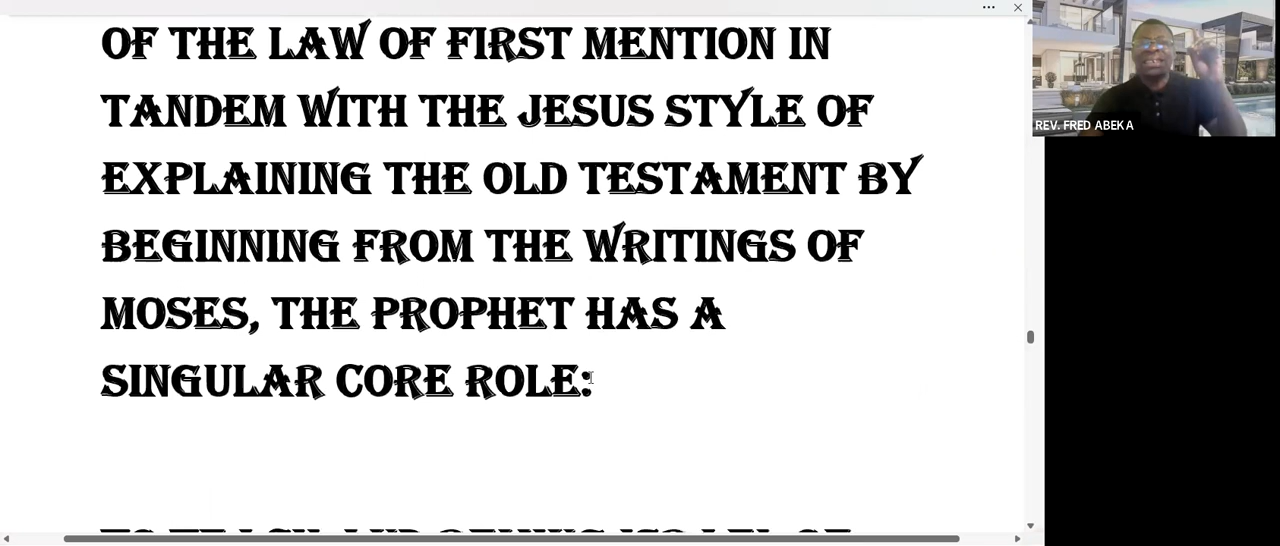 OF THE LAW OF FIRST MENTION IN
TANDEM WITH THE JESUS STYLE OF
EXPLAINING THE OLD TESTAMENT BY
BEGINNING FROM THE WRITINGS OF
MOSES, THE PROPHET HAS A
SINGULAR CORE ROLE:
REV. FRED ABEKA